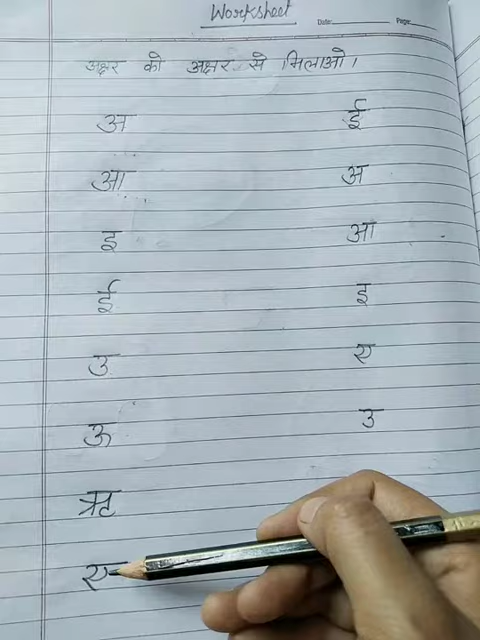 Worksheet
Date: Page:
अक्षर को अक्षर से मिलाओ।
अ ई
आ अ
इ आ
ई इ
उ ए
ऊ उ
ऋ
ए